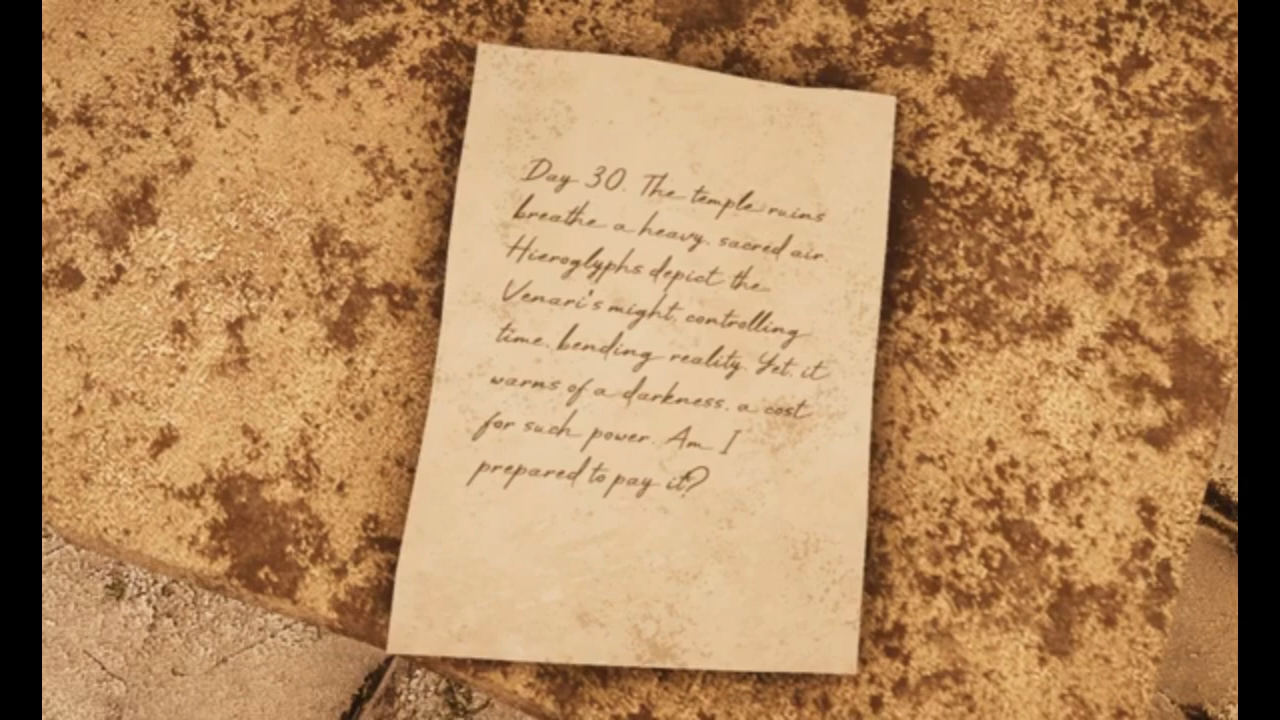 Day 30. The temple ruins
breathe a heavy, sacred air.
Hieroglyphs depict the
Venari's might, controlling
time, bending reality. Yet, it
warns of a darkness, a cost
for such power. Am I
prepared to pay it?